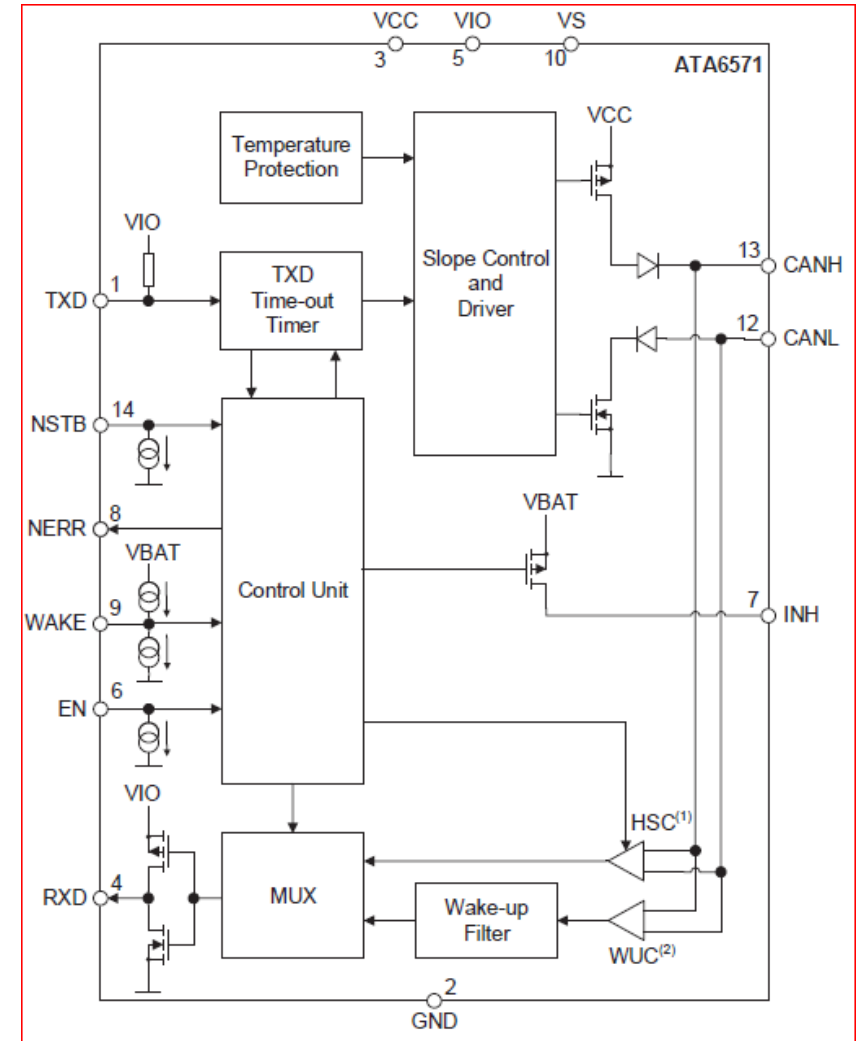 VCC VIO VS
3 5 10
ATA6571
VCC
Temperature
Protection
VIO
13
CANH
TXD
1
TXD
Time-out
Timer
Slope Control
and
Driver
12
CANL
NSTB
14
VBAT
NERR
8
VBAT
Control Unit
7
INH
WAKE
9
EN
6
VIO
HSC(1)
RXD
4
MUX
Wake-up
Filter
WUC(2)
2
GND